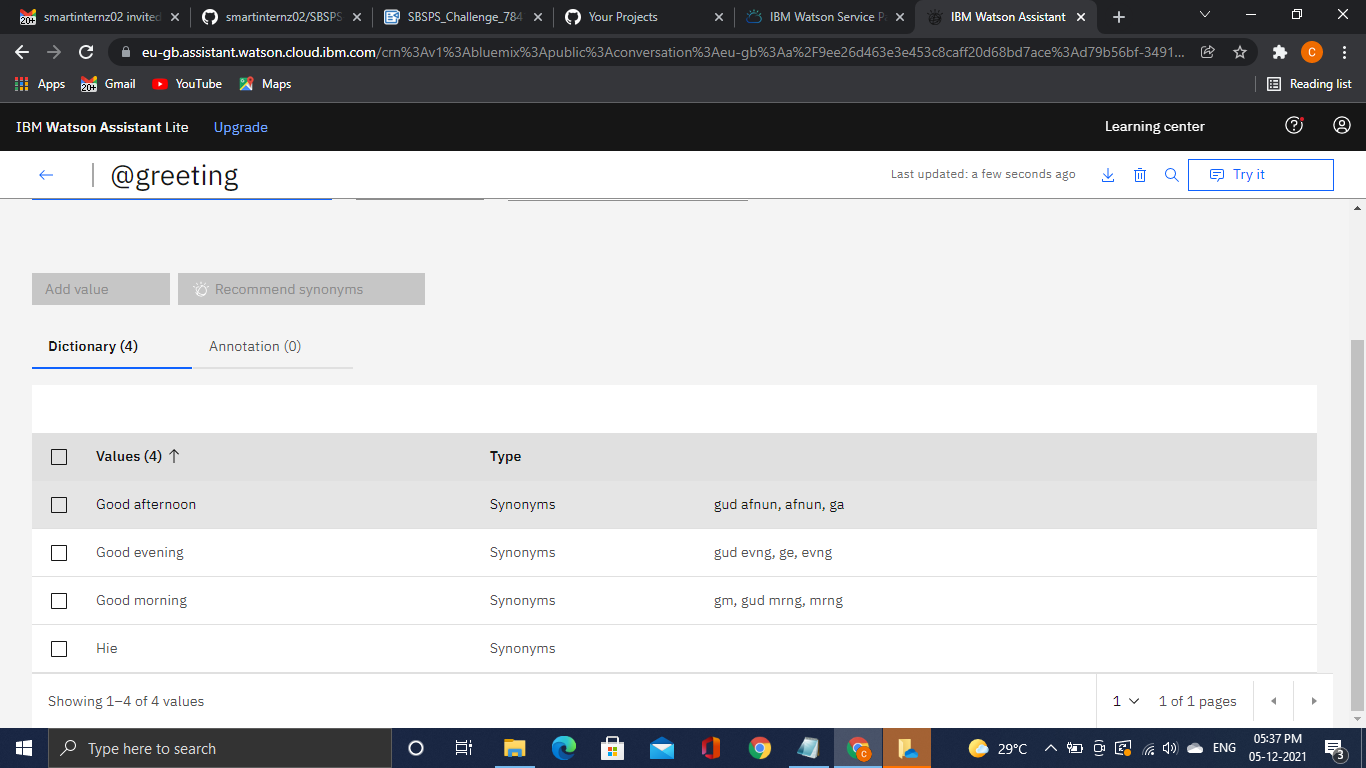 smartinternz02 invited
smartinternz02/SBSPS
SBSPS_Challenge_784
Your Projects
IBM Watson Service P
IBM Watson Assistant
eu-gb.assistant.watson.cloud.ibm.com/crn%3Av1%3Abluemix%3Apublic%3Aconversation%3Aeu-gb%3Aa%2F9ee26d463e3e453c8caff20d68bd7ace%3Ad79b56bf-3491...
C
Apps
20+
Gmail
YouTube
Maps
Reading list
IBM Watson Assistant Lite
Upgrade
Learning center
@greeting
Last updated: a few seconds ago
Try it
Add value
Recommend synonyms
Dictionary (4)
Annotation (0)
Values (4)
Type
Good afternoon
Synonyms
gud afnun, afnun, ga
Good evening
Synonyms
gud evng, ge, evng
Good morning
Synonyms
gm, gud mrng, mrng
Hie
Synonyms
Showing 1–4 of 4 values
1
1 of 1 pages
Type here to search
29°C
ENG
05:37 PM
05-12-2021
3